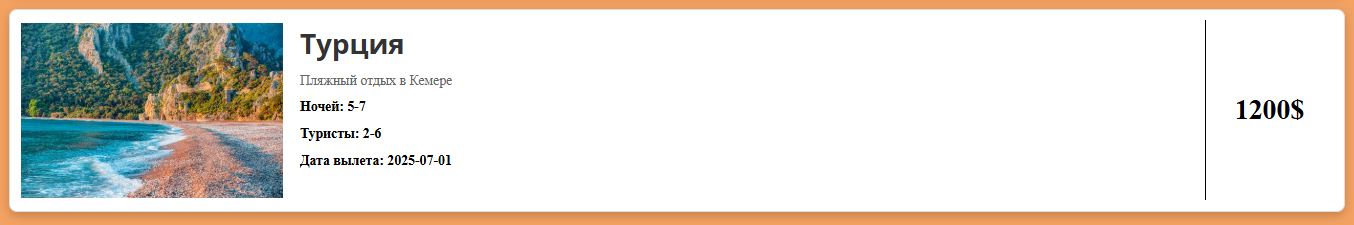 Турция
Пляжный отдых в Кемере
Ночей: 5-7
Туристы: 2-6
Дата вылета: 2025-07-01
1200$